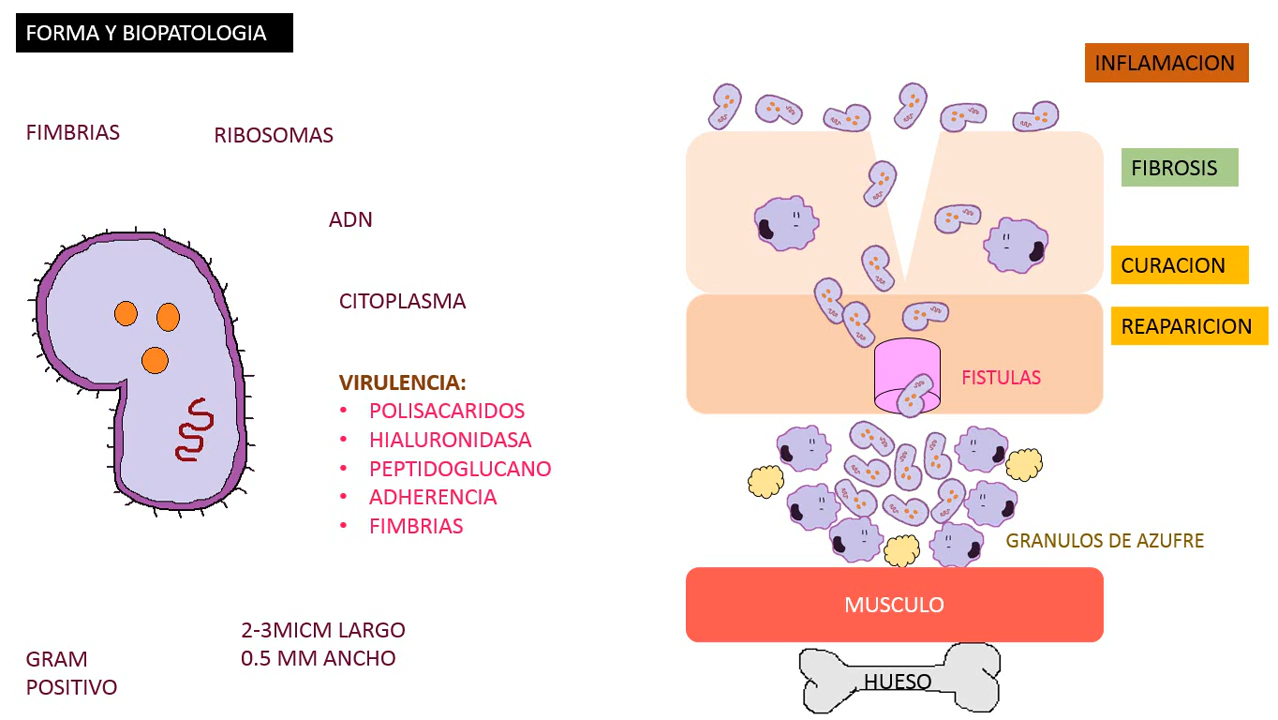 FORMA Y BIOPATOLOGIA
FIMBRIAS
RIBOSOMAS
ADN
CITOPLASMA
VIRULENCIA:
• POLISACARIDOS
• HIALURONIDASA
• PEPTIDOGLUCANO
• ADHERENCIA
• FIMBRIAS
2-3MICM LARGO
0.5 MM ANCHO
GRAM
POSITIVO
INFLAMACION
FIBROSIS
CURACION
REAPARICION
FISTULAS
GRANULOS DE AZUFRE
MUSCULO
HUESO